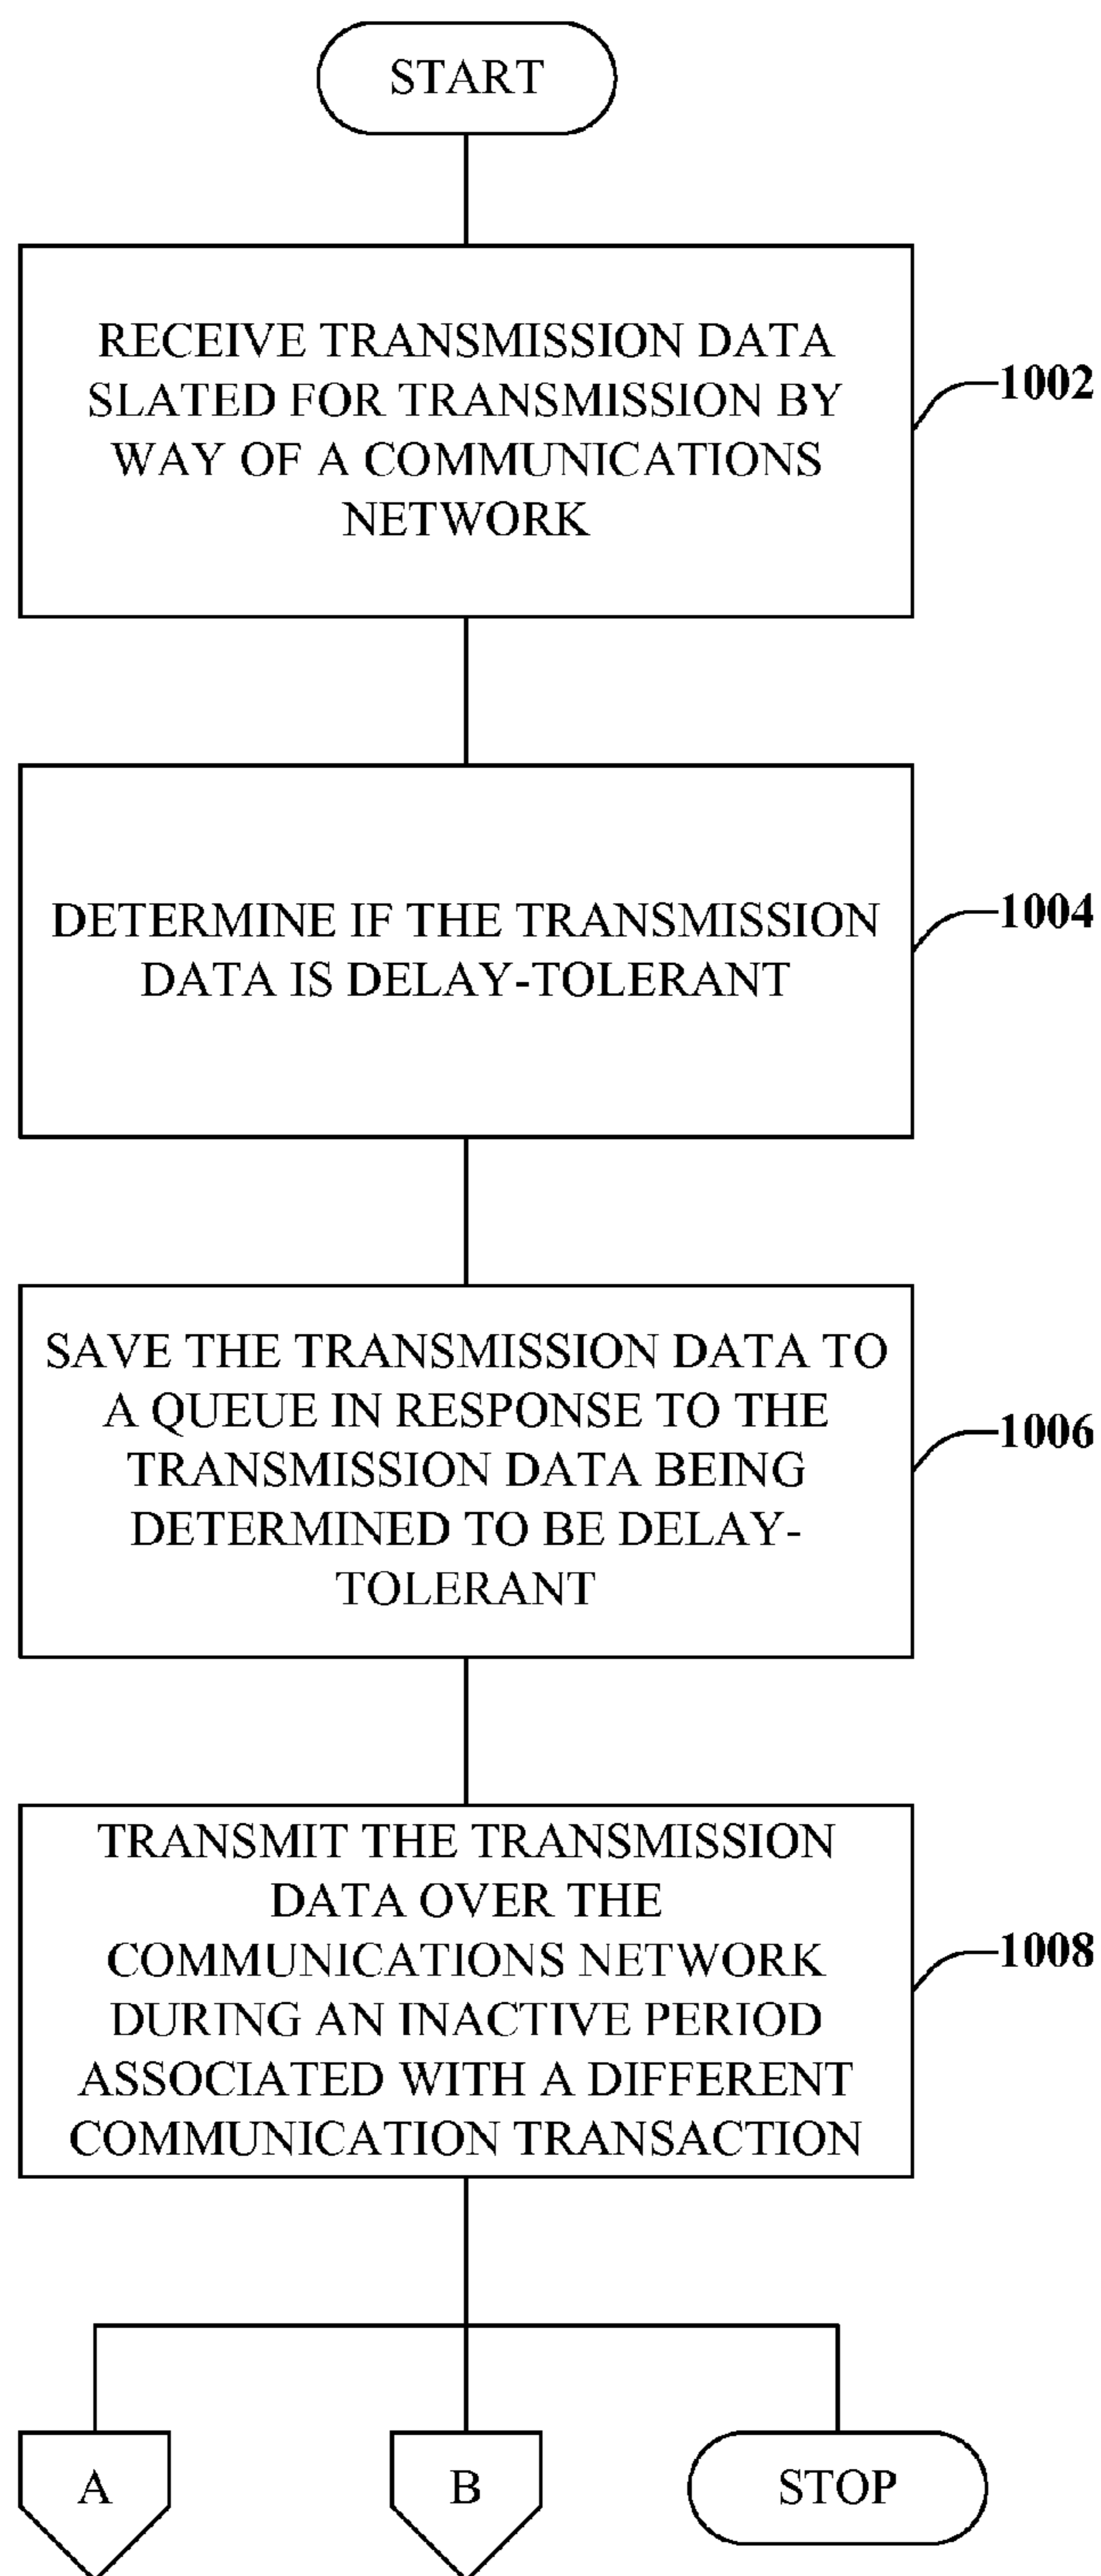 START
RECEIVE TRANSMISSION DATA
SLATED FOR TRANSMISSION BY
WAY OF A COMMUNICATIONS
NETWORK
1002
DETERMINE IF THE TRANSMISSION
DATA IS DELAY-TOLERANT
1004
SAVE THE TRANSMISSION DATA TO
A QUEUE IN RESPONSE TO THE
TRANSMISSION DATA BEING
DETERMINED TO BE DELAY-
TOLERANT
1006
TRANSMIT THE TRANSMISSION
DATA OVER THE
COMMUNICATIONS NETWORK
DURING AN INACTIVE PERIOD
ASSOCIATED WITH A DIFFERENT
COMMUNICATION TRANSACTION
1008
A
B
STOP